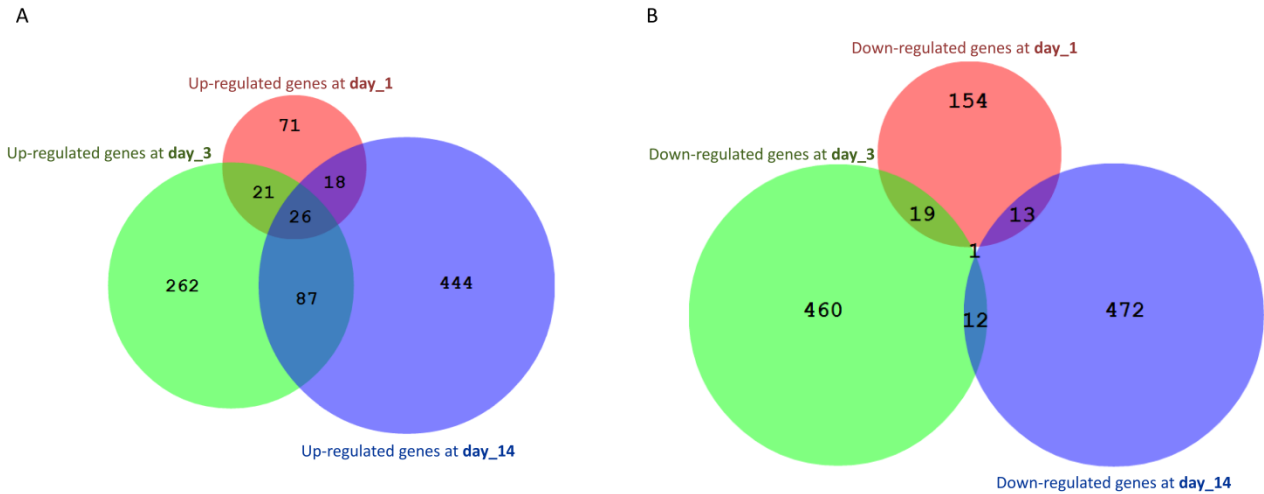 A
B
Up-regulated genes at day_1
71
Up-regulated genes at day_3
21
18
26
262
87
444
Up-regulated genes at day_14
Down-regulated genes at day_1
154
Down-regulated genes at day_3
19
13
1
460
12
472
Down-regulated genes at day_14